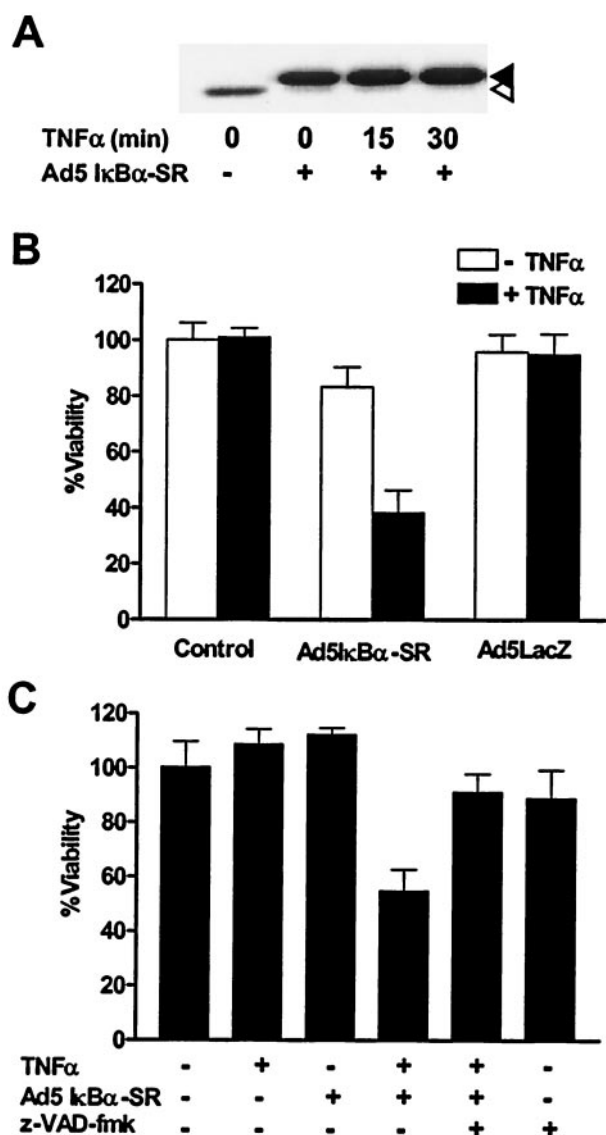 A
TNFα (min) 0 0 15 30
Ad5 IκBα-SR - + + +
B
- TNFα
+ TNFα
120
100
80
60
40
20
0
%Viability
Control Ad5IκBα-SR Ad5LacZ
C
120
100
80
60
40
20
0
%Viability
TNFα - + - + + -
Ad5 IκBα-SR - - + + + -
z-VAD-fmk - - - - + +